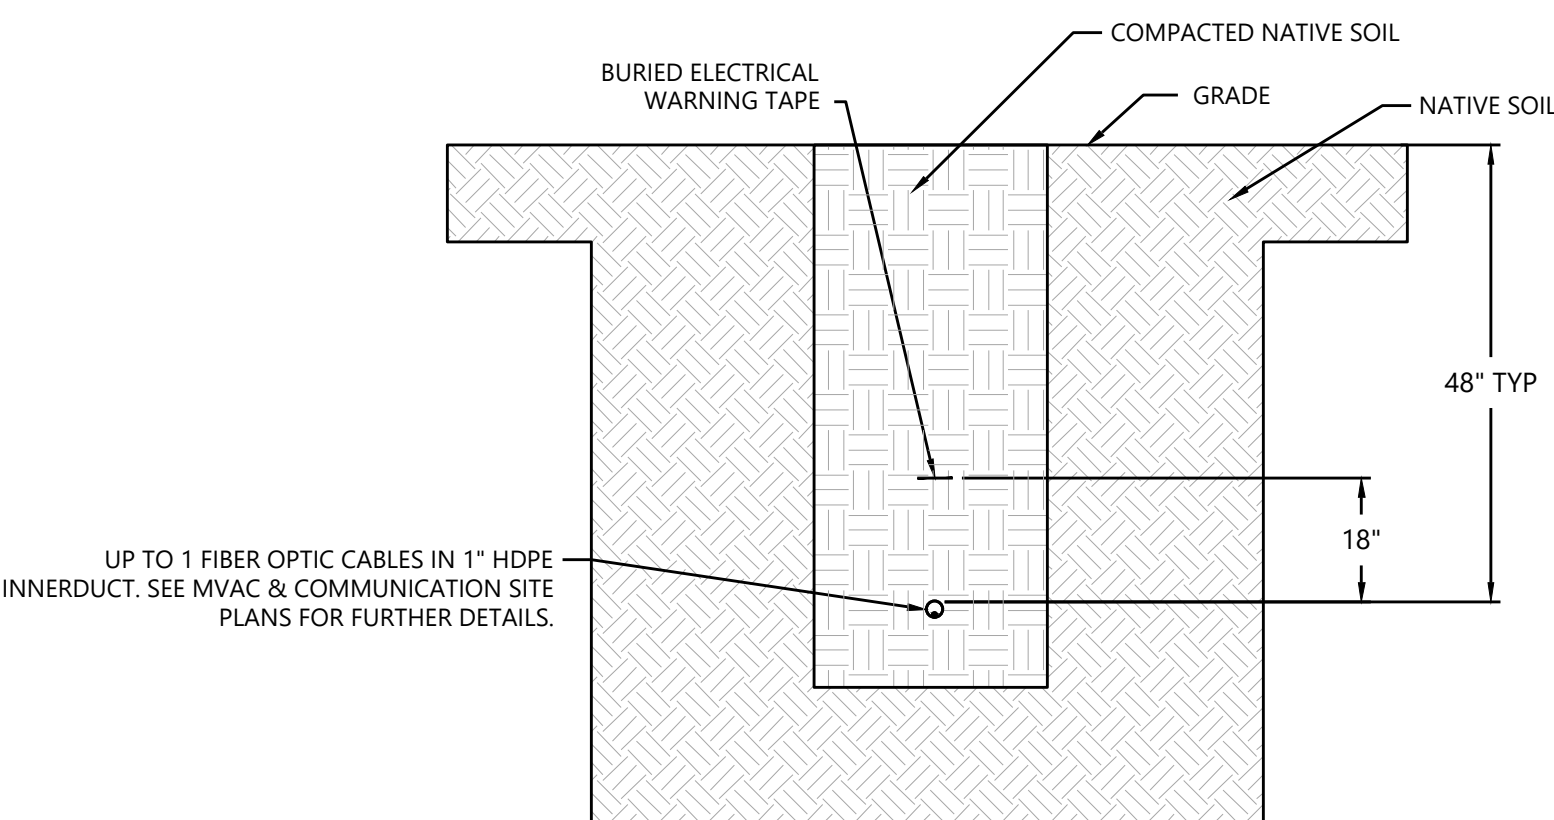 COMPACTED NATIVE SOIL
BURIED ELECTRICAL
WARNING TAPE
GRADE
NATIVE SOIL
48" TYP
18"
UP TO 1 FIBER OPTIC CABLES IN 1" HDPE
INNERDUCT. SEE MVAC & COMMUNICATION SITE
PLANS FOR FURTHER DETAILS.